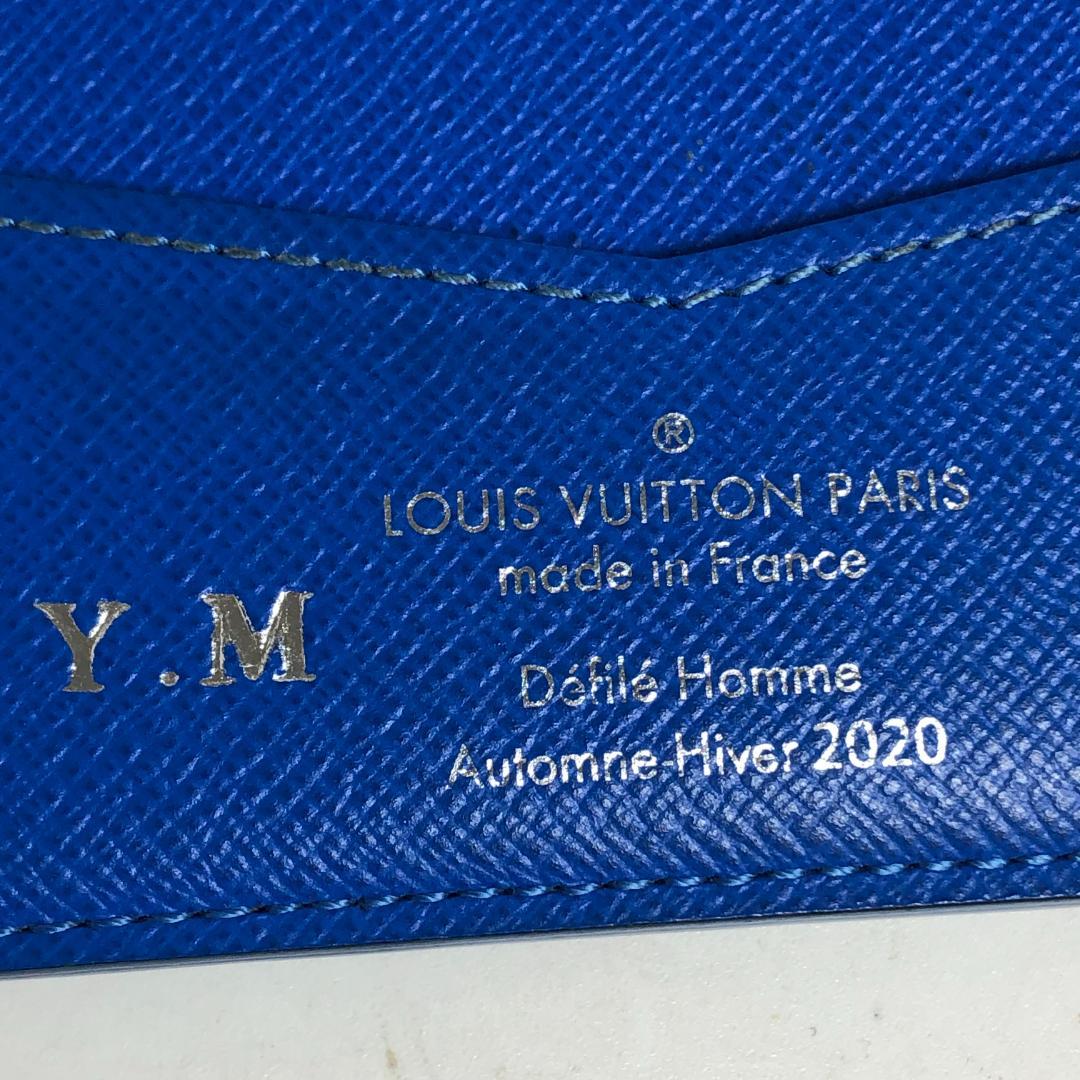 ®
LOUIS VUITTON PARIS
made in France
Y.M
Défilé Homme
Automne-Hiver 2020